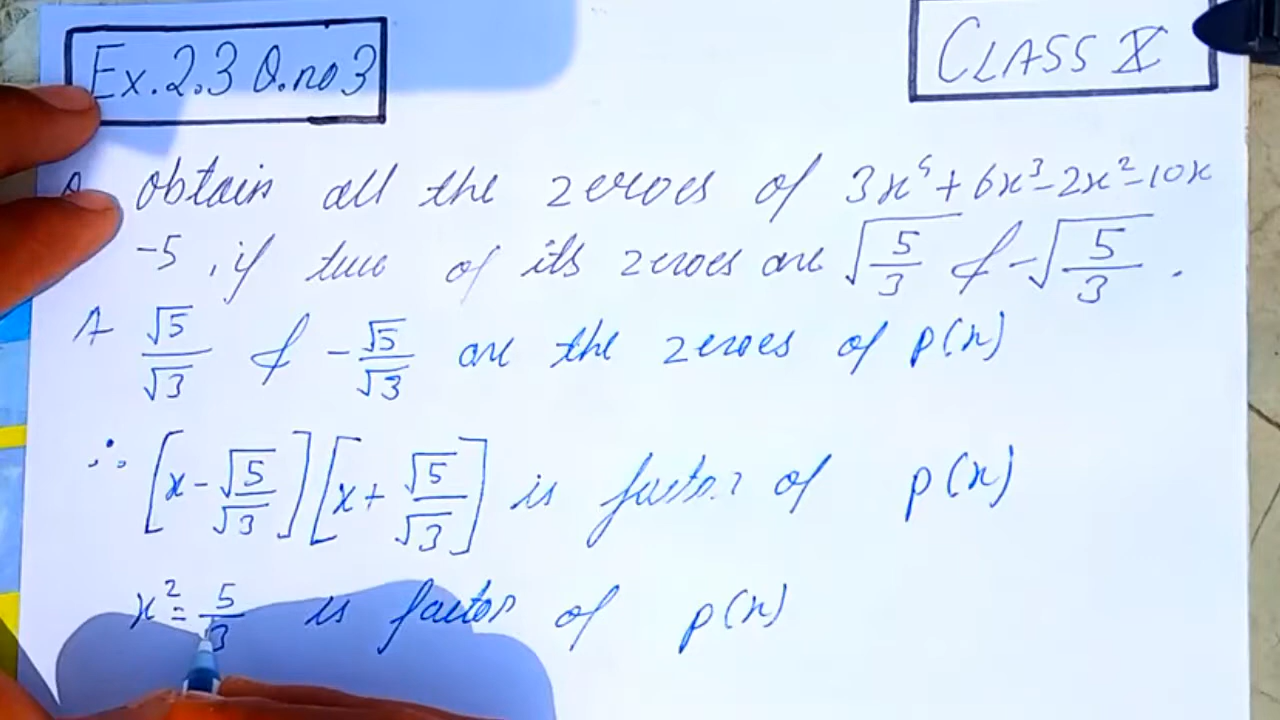 Ex.2.3 Q.no3
CLASS X
Q obtain all the zeroes of 3x⁴+6x³-2x²-10x
-5, if two of its zeroes are √5/3 & -√5/3.
A √5/√3 & -√5/√3 are the zeroes of p(x)
∴ [x-√5/√3][x+√5/√3] is factor of p(x)
x²-5/3 is factor of p(x)